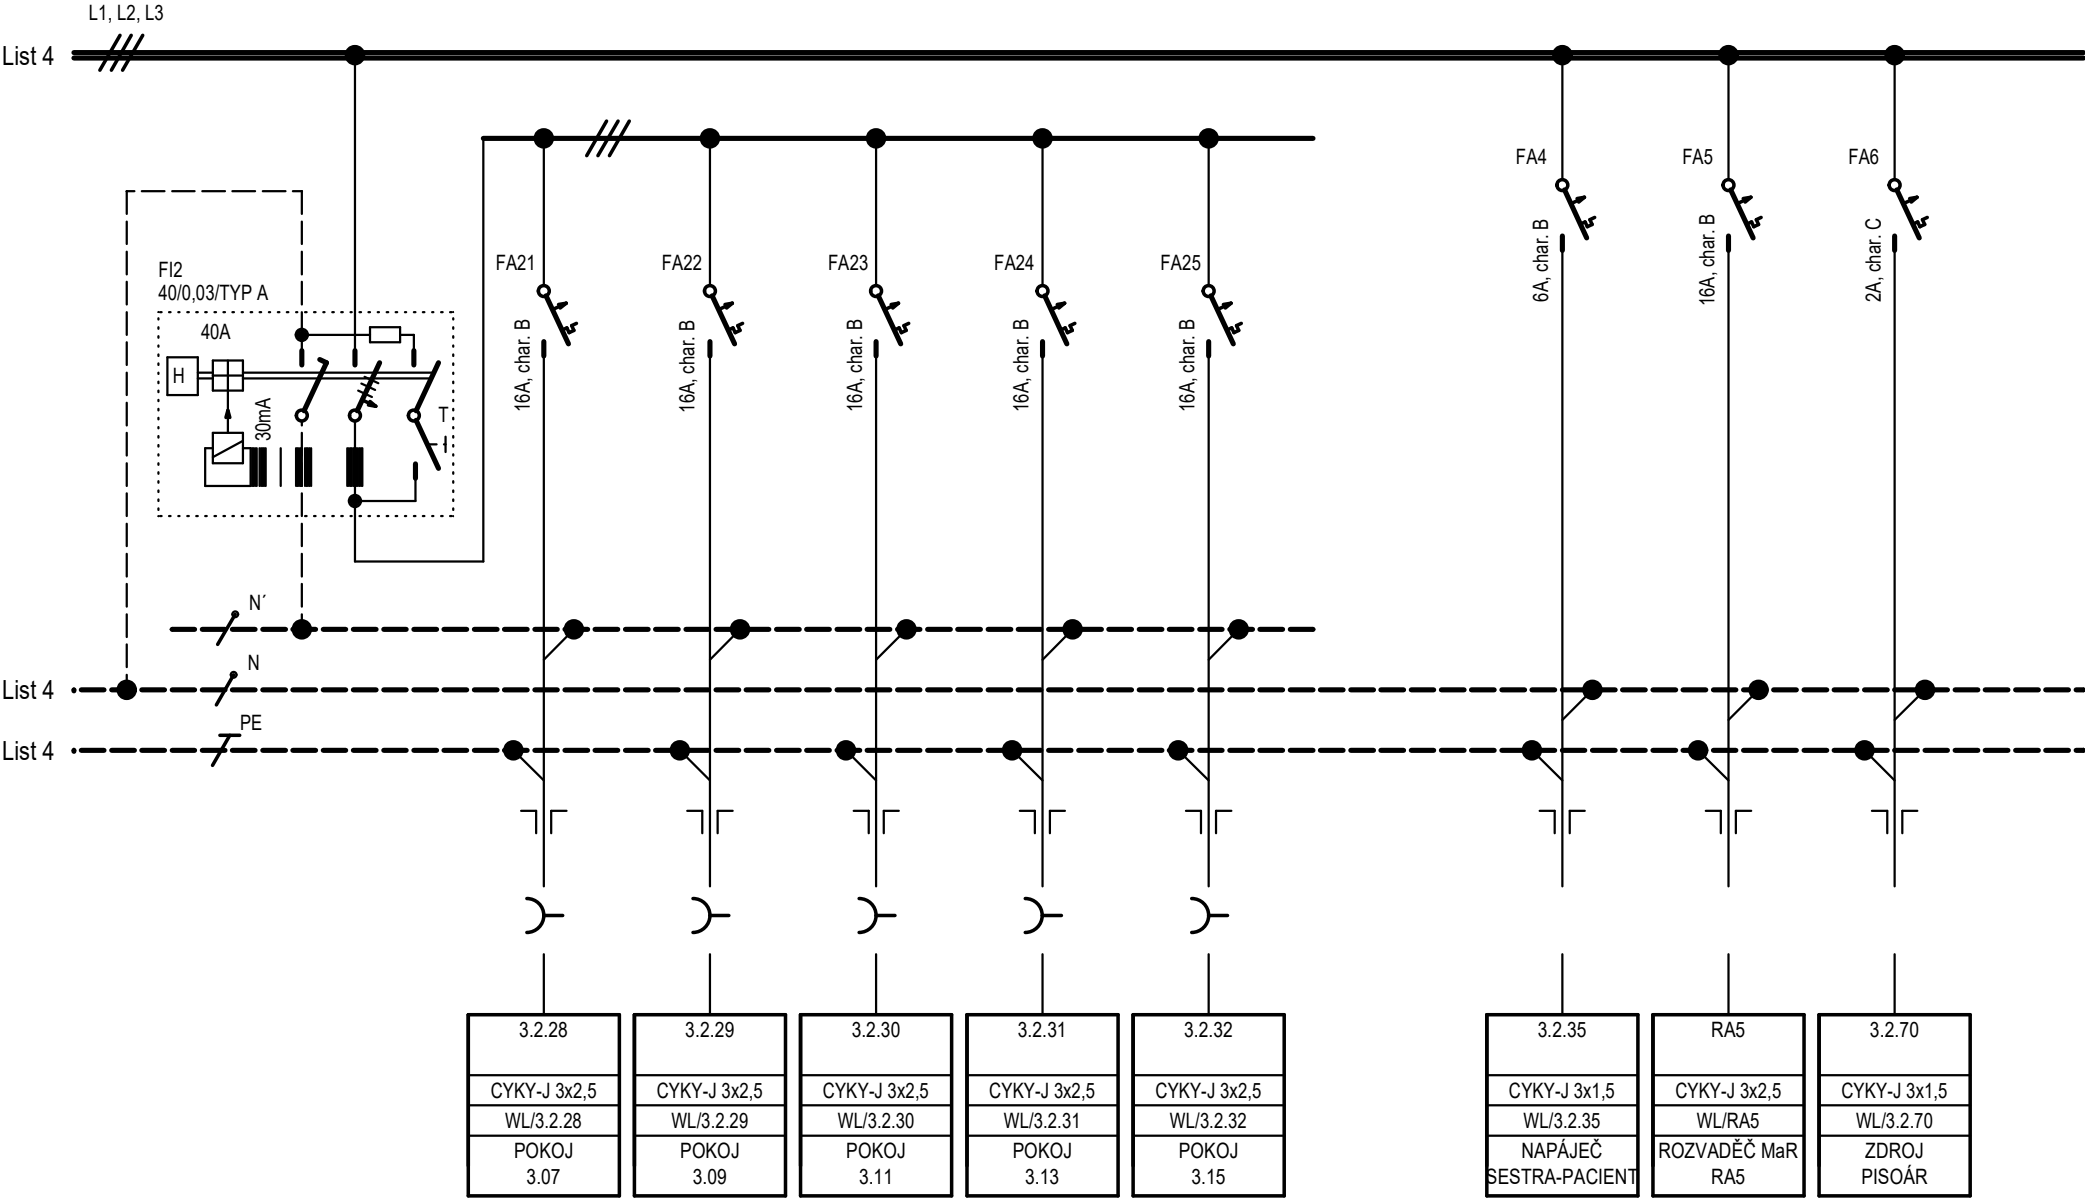 L1, L2, L3
List 4
FA4
FA5
FA6
6A, char. B
16A, char. B
2A, char. C
FI2
40/0,03/TYP A
40A
H
30mA
T
FA21
FA22
FA23
FA24
FA25
16A, char. B
16A, char. B
16A, char. B
16A, char. B
16A, char. B
N´
List 4
N
List 4
PE
3.2.28
CYKY-J 3x2,5
WL/3.2.28
POKOJ
3.07
3.2.29
CYKY-J 3x2,5
WL/3.2.29
POKOJ
3.09
3.2.30
CYKY-J 3x2,5
WL/3.2.30
POKOJ
3.11
3.2.31
CYKY-J 3x2,5
WL/3.2.31
POKOJ
3.13
3.2.32
CYKY-J 3x2,5
WL/3.2.32
POKOJ
3.15
3.2.35
CYKY-J 3x1,5
WL/3.2.35
NAPÁJEČ
SESTRA-PACIENT
RA5
CYKY-J 3x2,5
WL/RA5
ROZVADĚČ MaR
RA5
3.2.70
CYKY-J 3x1,5
WL/3.2.70
ZDROJ
PISOÁR